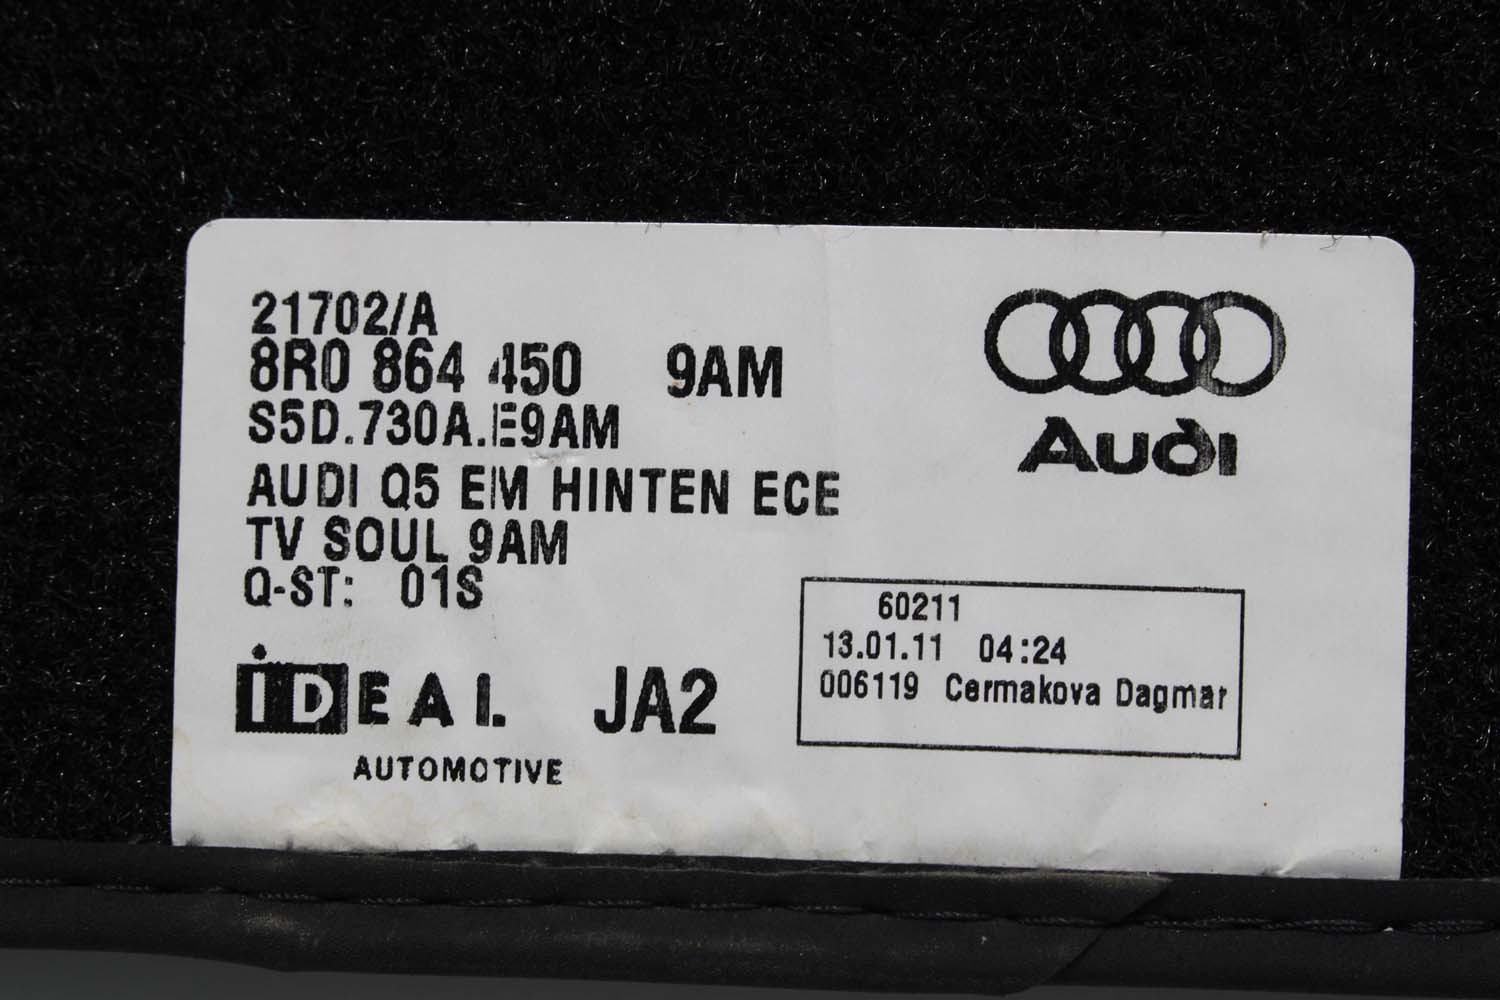 21702/A
8R0 864 450 9AM
S5D.730A.E9AM
AUDI Q5 EM HINTEN ECE
TV SOUL 9AM
Q-ST: 01S
iDEAL JA2
AUTOMOTIVE
Audi
60211
13.01.11 04:24
006119 Cermakova Dagmar